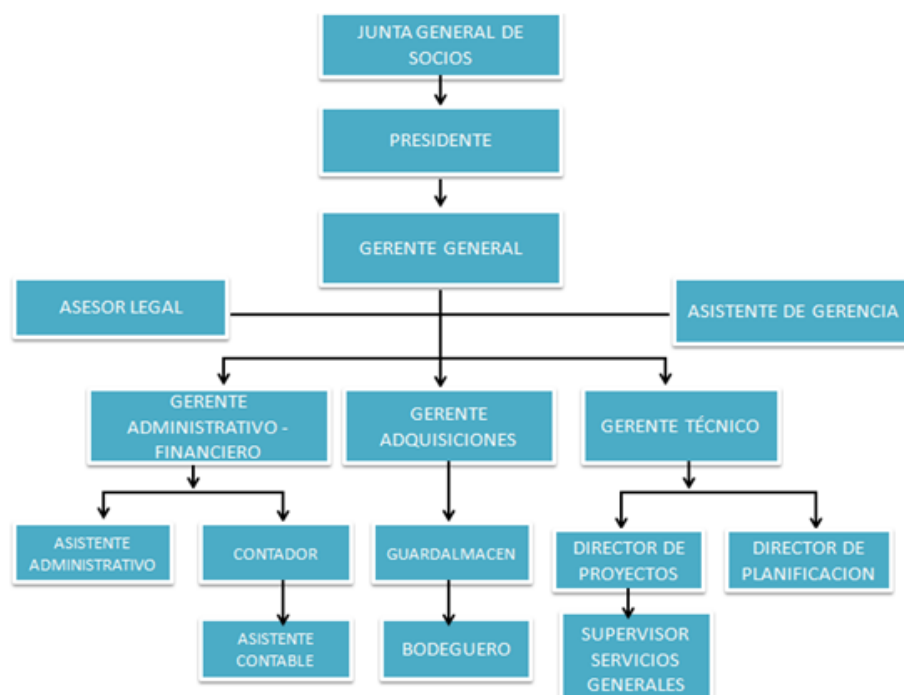 JUNTA GENERAL DE
SOCIOS
PRESIDENTE
GERENTE GENERAL
ASESOR LEGAL
ASISTENTE DE GERENCIA
GERENTE
ADMINISTRATIVO -
FINANCIERO
GERENTE
ADQUISICIONES
GERENTE TÉCNICO
ASISTENTE
ADMINISTRATIVO
CONTADOR
GUARDALMACEN
DIRECTOR DE
PROYECTOS
DIRECTOR DE
PLANIFICACION
ASISTENTE
CONTABLE
BODEGUERO
SUPERVISOR
SERVICIOS
GENERALES